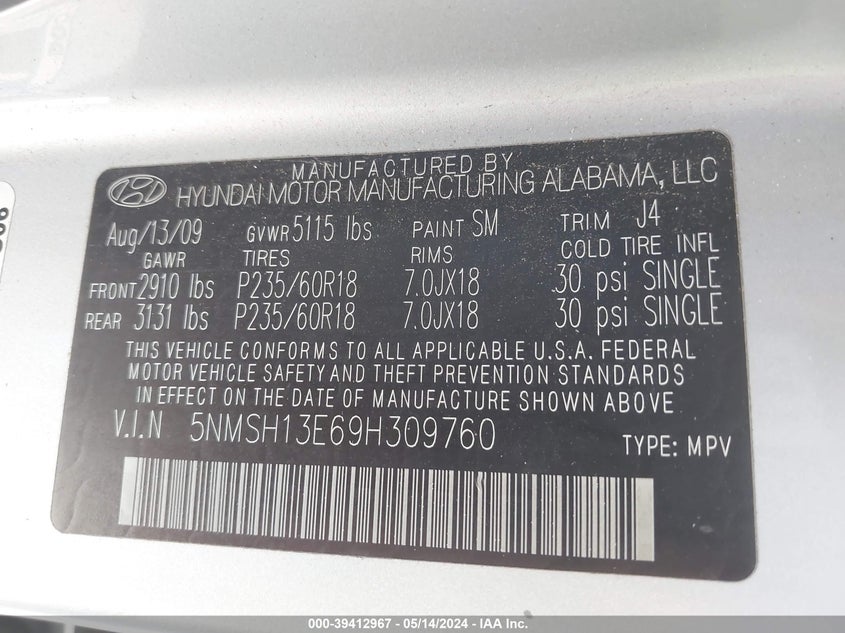 MANUFACTURED BY
HYUNDAI MOTOR MANUFACTURING ALABAMA, LLC
Aug/13/09 GVWR 5115 lbs PAINT SM TRIM J4
GAWR TIRES RIMS COLD TIRE INFL
FRONT 2910 lbs P235/60R18 7.0JX18 30 psi SINGLE
REAR 3131 lbs P235/60R18 7.0JX18 30 psi SINGLE
THIS VEHICLE CONFORMS TO ALL APPLICABLE U.S.A. FEDERAL
MOTOR VEHICLE SAFETY AND THEFT PREVENTION STANDARDS
IN EFFECT ON THE DATE OF MANUFACTURE SHOWN ABOVE
V.I.N 5NMSH13E69H309760 TYPE: MPV
000-39412967 - 05/14/2024 - IAA Inc.